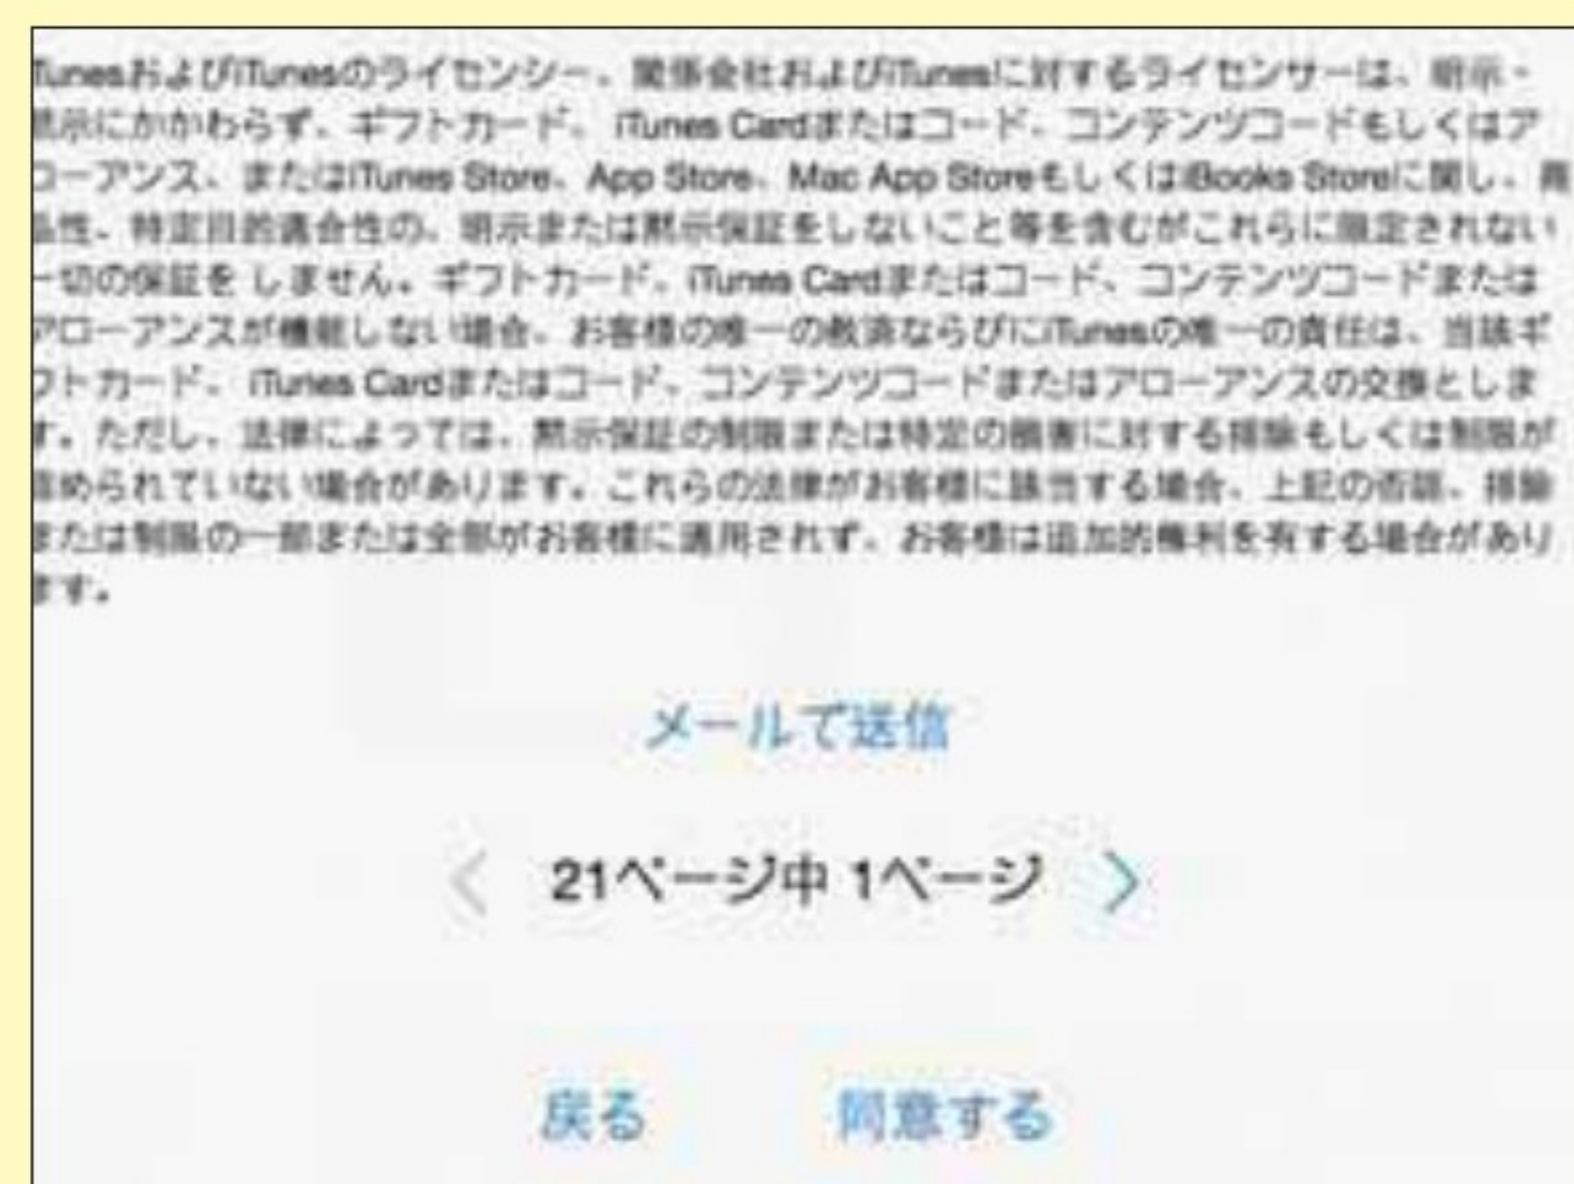 iTunesおよびiTunesのライセンシー、関係会社およびiTunesに対するライセンサーは、明示・
黙示にかかわらず、ギフトカード、 iTunes Cardまたはコード、コンテンツコードもしくはア
ローアンス、またはiTunes Store、App Store、Mac App StoreもしくはiBooks Storeに関し、商
品性、特定目的適合性の、明示または黙示保証をしないこと等を含むがこれらに限定されない
一切の保証を しません。ギフトカード、iTunes Cardまたはコード、コンテンツコードまたは
アローアンスが機能しない場合、お客様の唯一の救済ならびにiTunesの唯一の責任は、当該ギ
フトカード、 iTunes Cardまたはコード、コンテンツコードまたはアローアンスの交換としま
す。ただし、法律によっては、黙示保証の制限または特定の損害に対する排除もしくは制限が
認められていない場合があります。これらの法律がお客様に該当する場合、上記の否認、排除
または制限の一部または全部がお客様に適用されず、お客様は追加的権利を有する場合があり
ます。
メールで送信
< 21ページ中 1ページ >
戻る 同意する